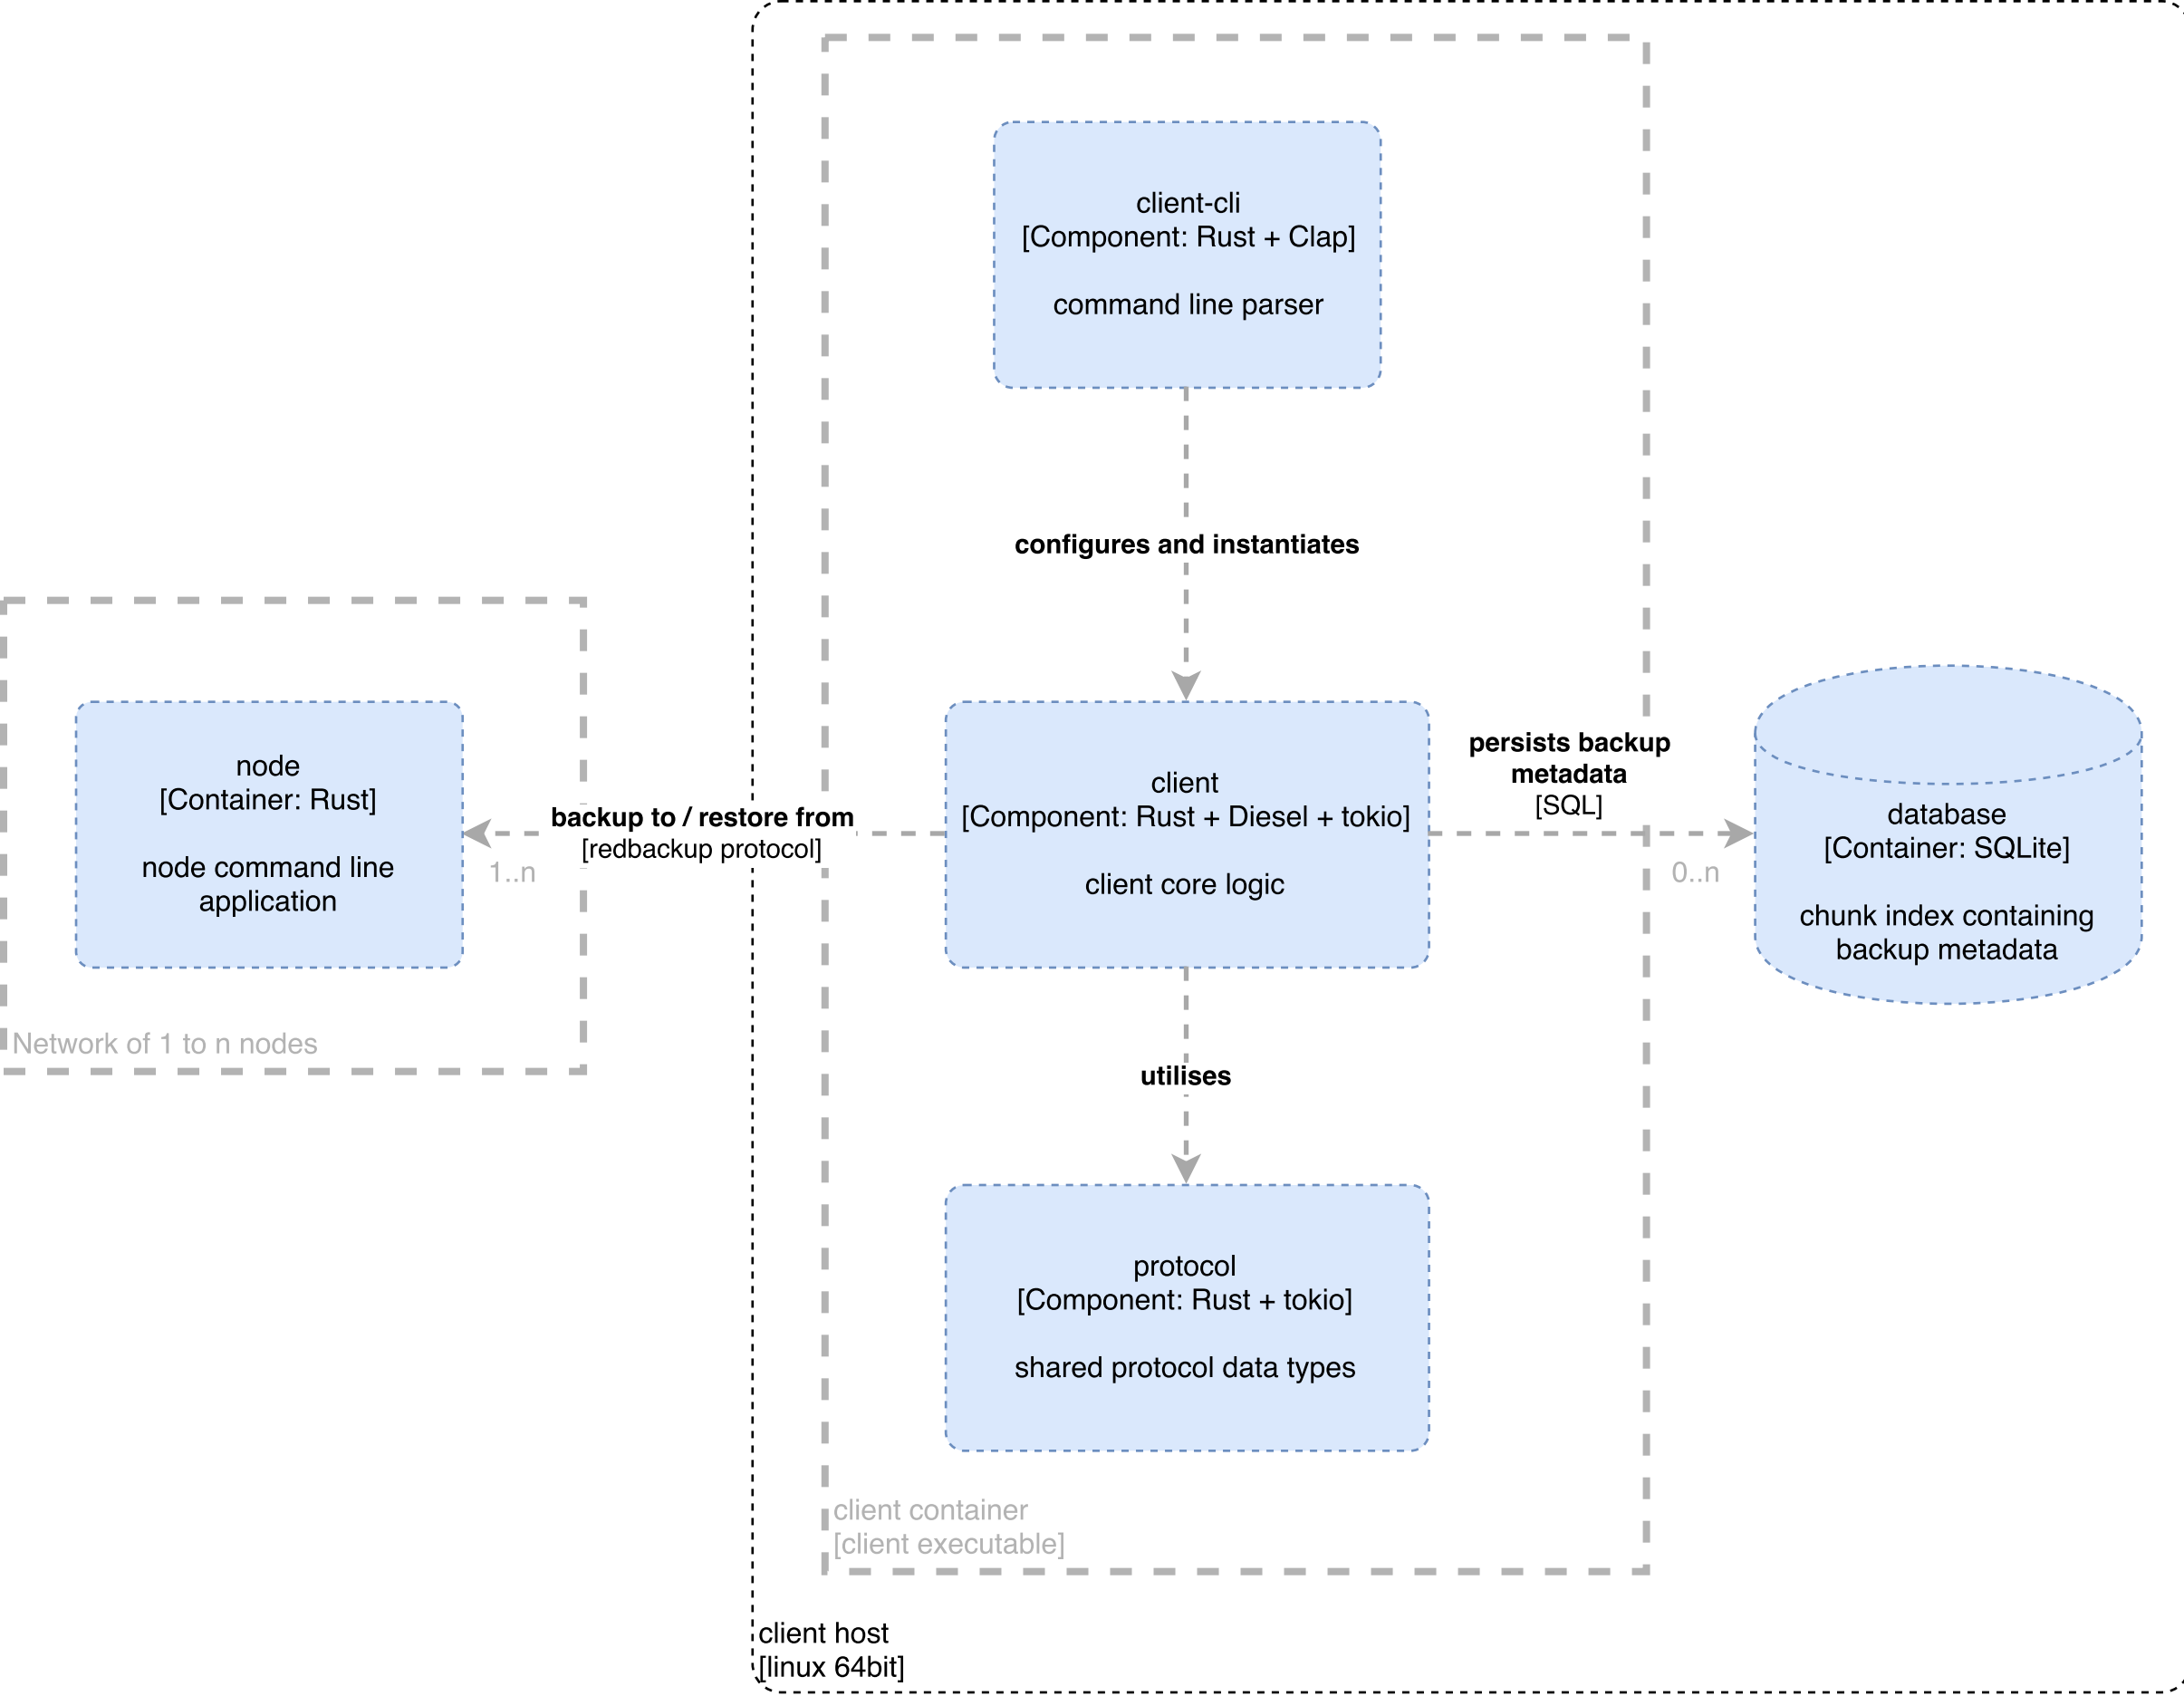 client-cli
[Component: Rust + Clap]
command line parser
configures and instantiates
node
[Container: Rust]
node command line
application
Network of 1 to n nodes
backup to / restore from
[redbackup protocol]
1..n
client
[Component: Rust + Diesel + tokio]
client core logic
persists backup
metadata
[SQL]
0..n
database
[Container: SQLite]
chunk index containing
backup metadata
utilises
protocol
[Component: Rust + tokio]
shared protocol data types
client container
[client executable]
client host
[linux 64bit]